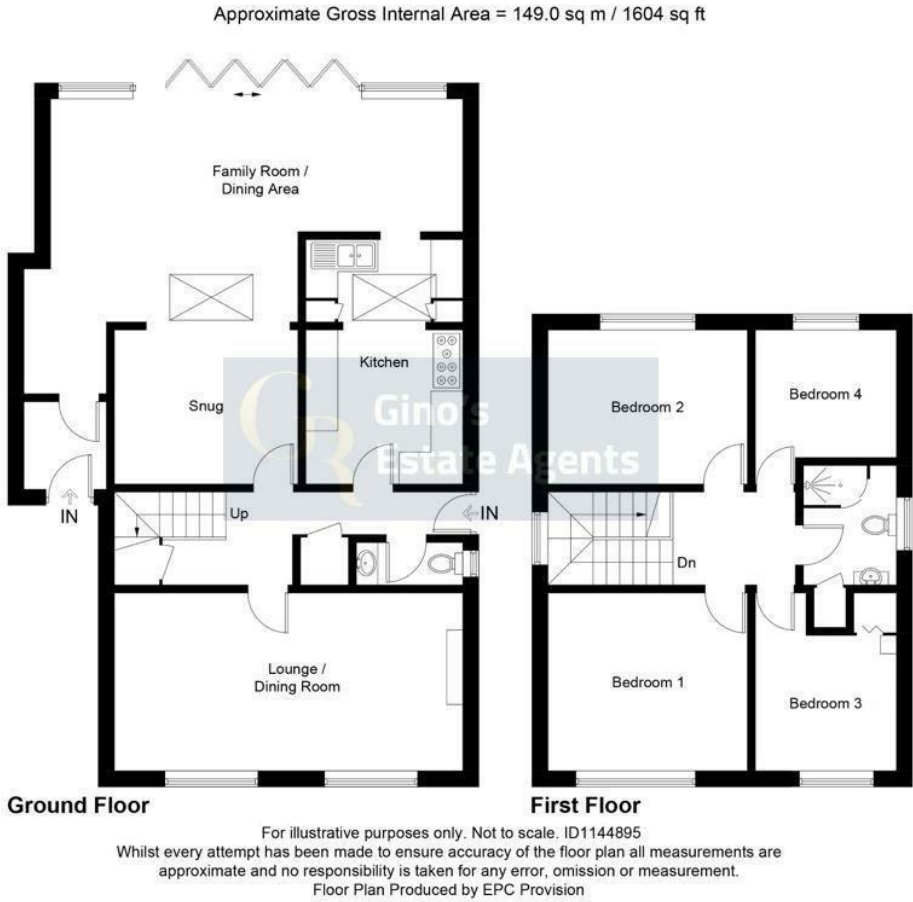 Approximate Gross Internal Area = 149.0 sq m / 1604 sq ft
Family Room /
Dining Area
Kitchen
Snug
IN
Up
IN
Lounge /
Dining Room
Ground Floor
Bedroom 2
Bedroom 4
Dn
Bedroom 1
Bedroom 3
First Floor
GR
Gino's
Estate Agents
For illustrative purposes only. Not to scale. ID1144895
Whilst every attempt has been made to ensure accuracy of the floor plan all measurements are
approximate and no responsibility is taken for any error, omission or measurement.
Floor Plan Produced by EPC Provision